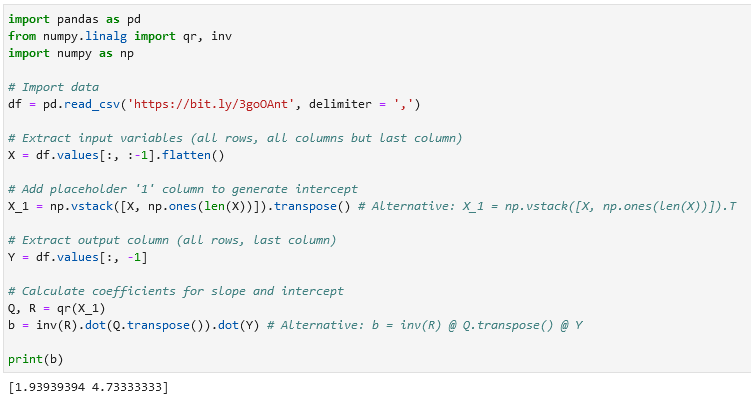 import pandas as pd
from numpy.linalg import qr, inv
import numpy as np
# Import data
df = pd.read_csv('https://bit.ly/3goOAnt', delimiter = ',')
# Extract input variables (all rows, all columns but last column)
X = df.values[:, :-1].flatten()
# Add placeholder '1' column to generate intercept
X_1 = np.vstack([X, np.ones(len(X))]).transpose() # Alternative: X_1 = np.vstack([X, np.ones(len(X))]).T
# Extract output column (all rows, last column)
Y = df.values[:, -1]
# Calculate coefficients for slope and intercept
Q, R = qr(X_1)
b = inv(R).dot(Q.transpose()).dot(Y) # Alternative: b = inv(R) @ Q.transpose() @ Y
print(b)
[1.93939394 4.73333333]